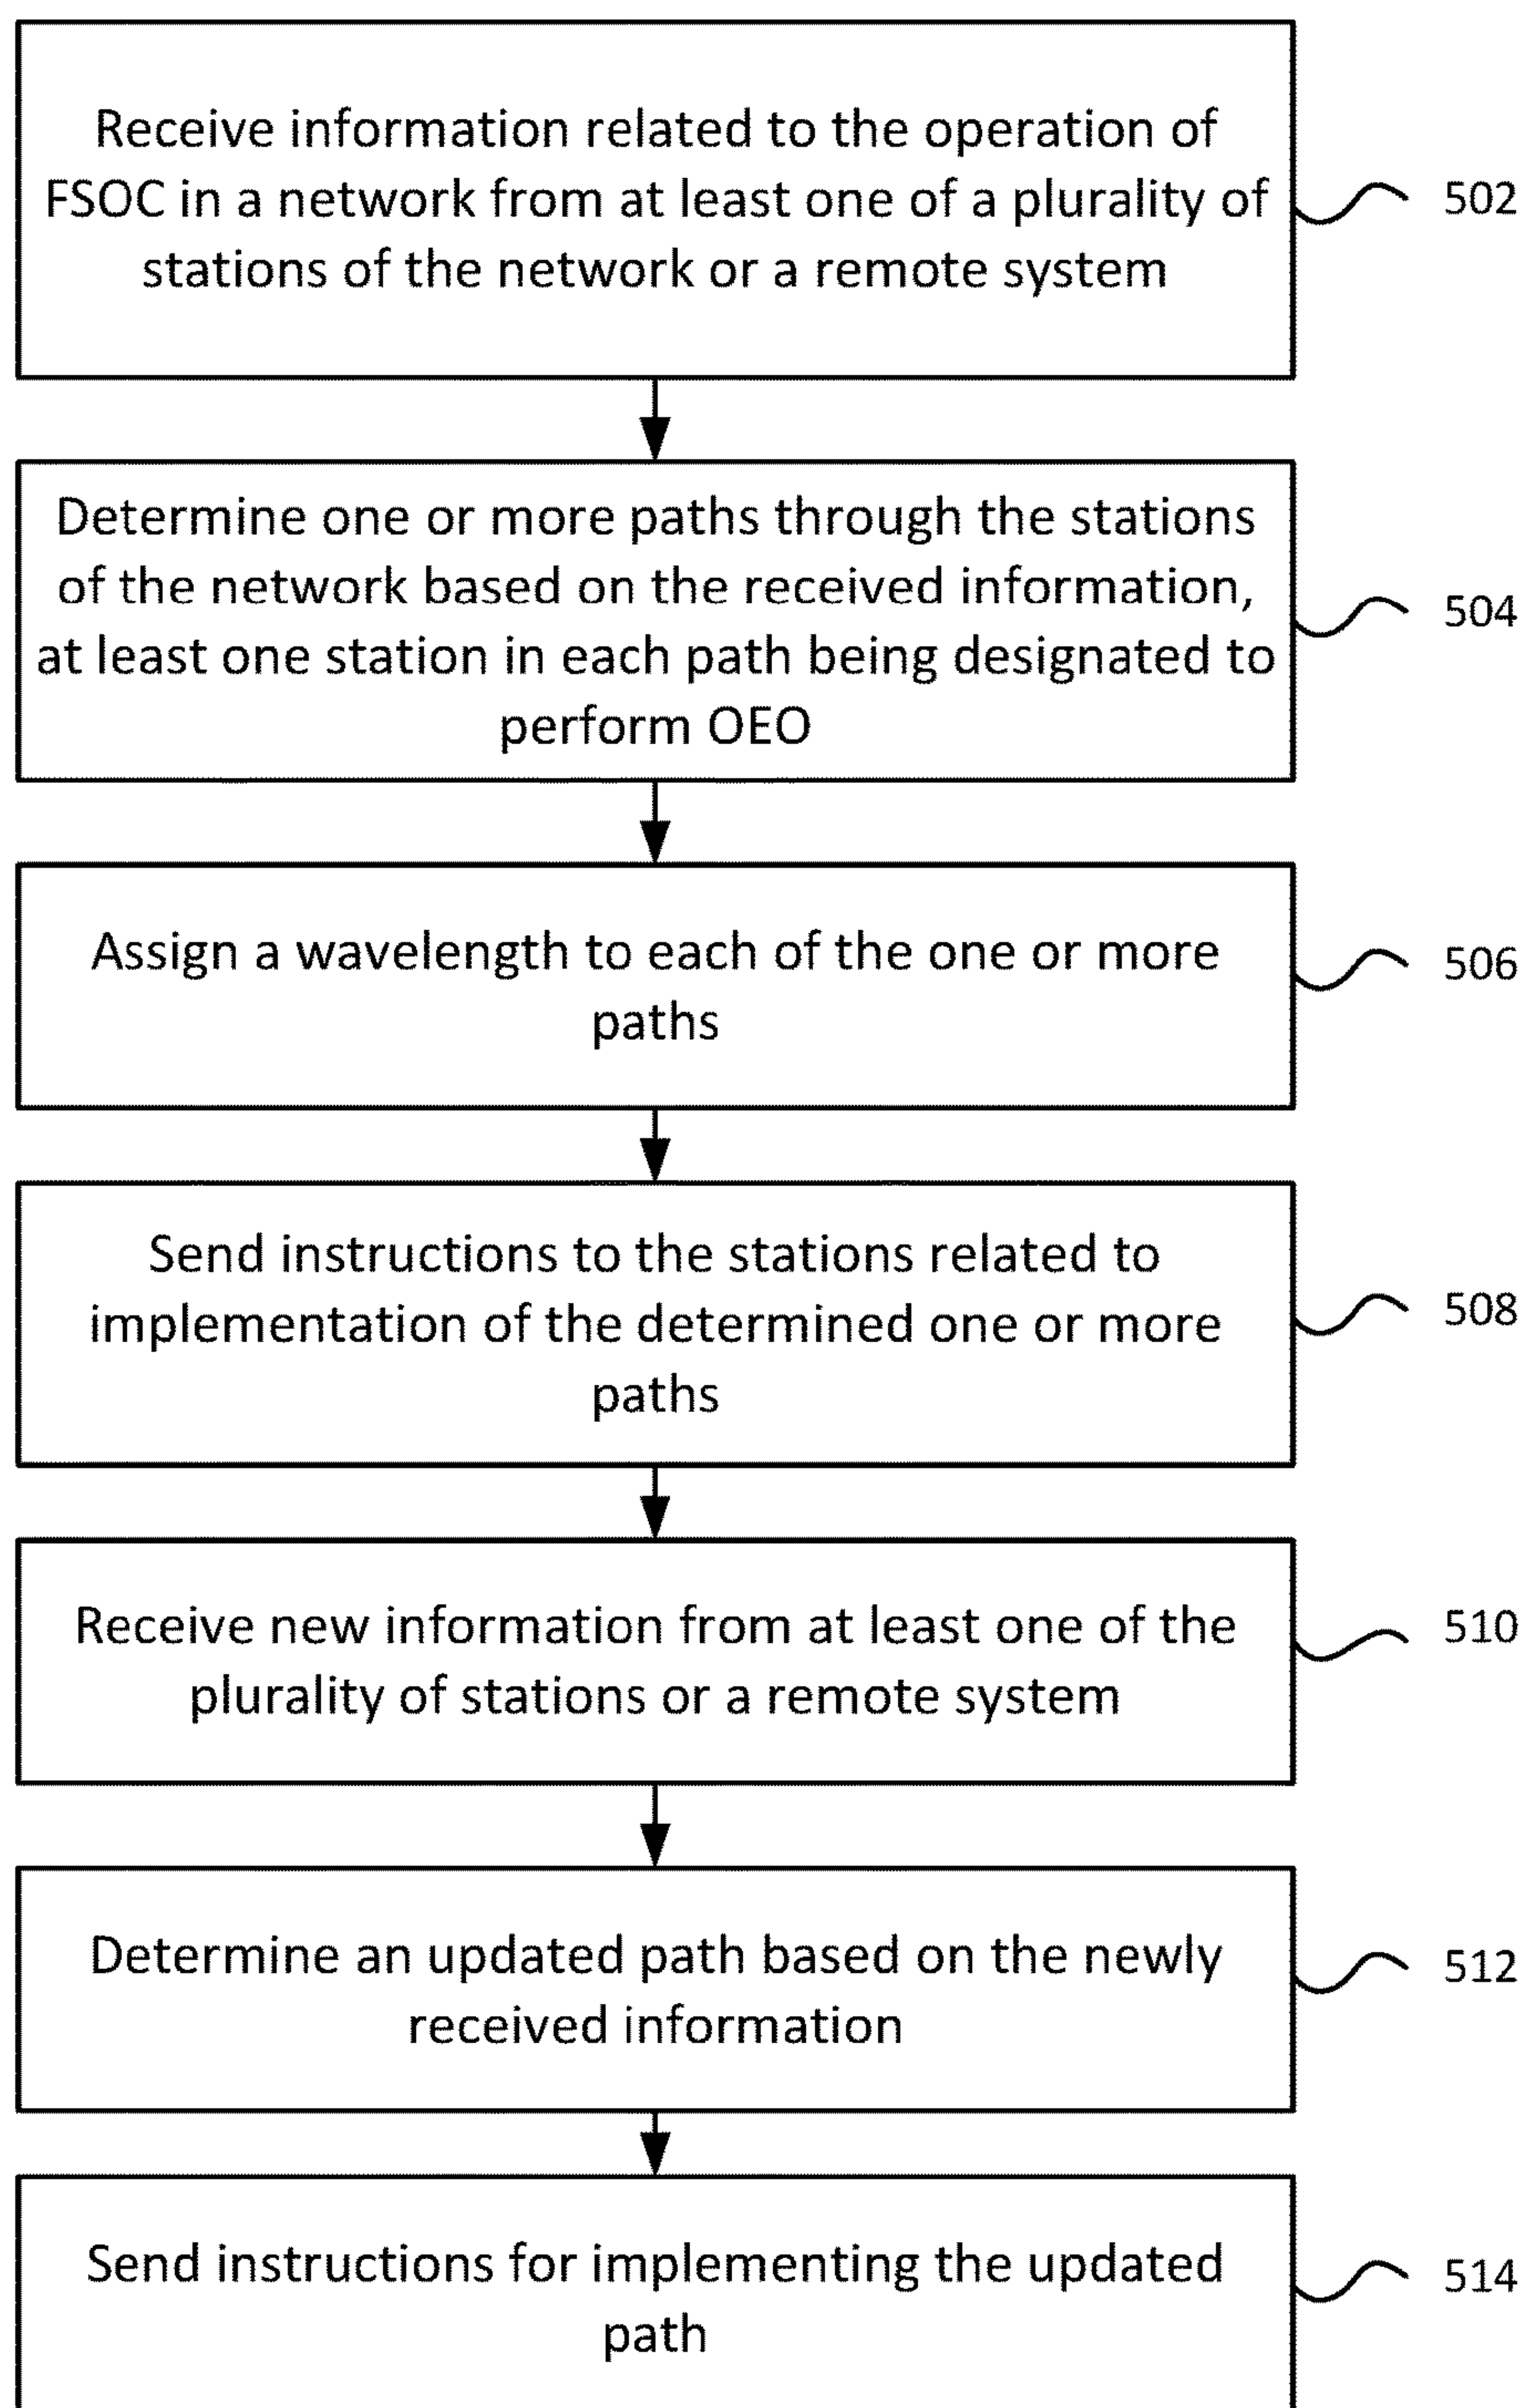 Receive information related to the operation of
FSOC in a network from at least one of a plurality of
stations of the network or a remote system
502
Determine one or more paths through the stations
of the network based on the received information,
at least one station in each path being designated to
perform OEO
504
Assign a wavelength to each of the one or more
paths
506
Send instructions to the stations related to
implementation of the determined one or more
paths
508
Receive new information from at least one of the
plurality of stations or a remote system
510
Determine an updated path based on the newly
received information
512
Send instructions for implementing the updated
path
514